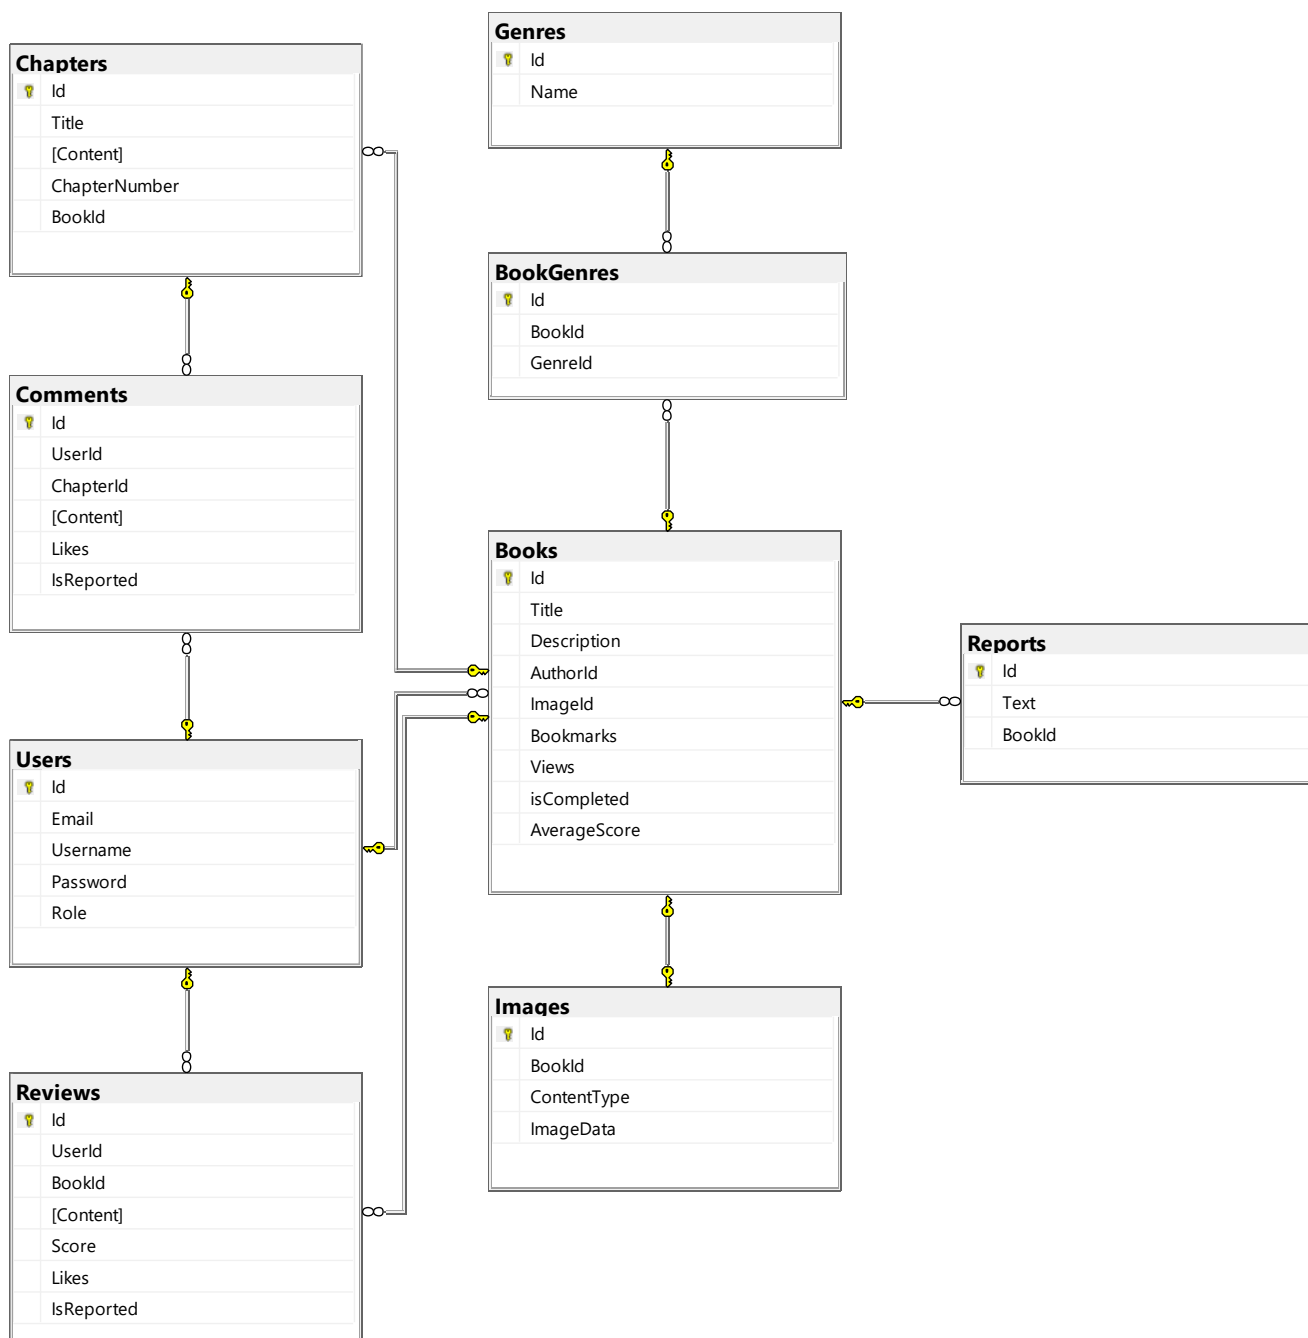 Chapters
Id
Title
[Content]
ChapterNumber
BookId
Comments
Id
UserId
ChapterId
[Content]
Likes
IsReported
Users
Id
Email
Username
Password
Role
Reviews
Id
UserId
BookId
[Content]
Score
Likes
IsReported
Genres
Id
Name
BookGenres
Id
BookId
GenreId
Books
Id
Title
Description
AuthorId
ImageId
Bookmarks
Views
isCompleted
AverageScore
Images
Id
BookId
ContentType
ImageData
Reports
Id
Text
BookId